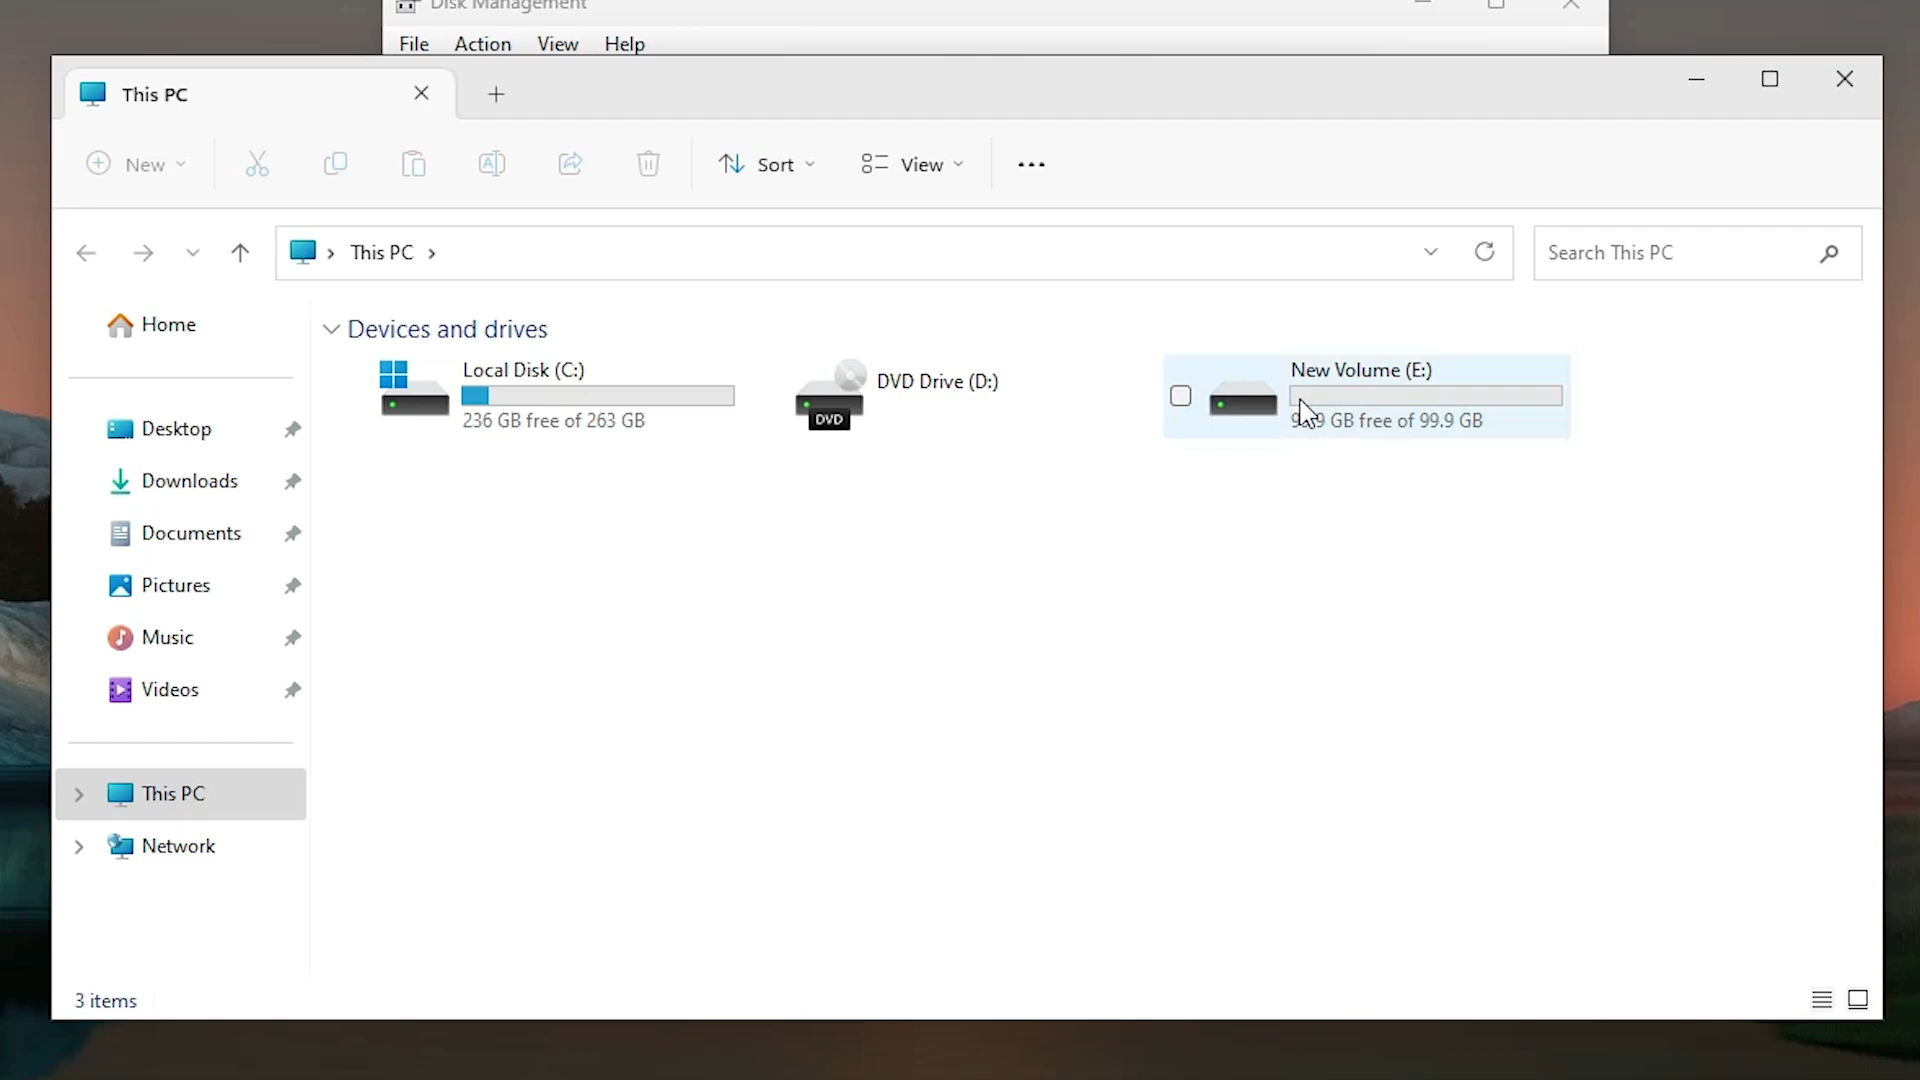 Disk Management
File Action View Help
This PC
New
Sort
View
This PC
Search This PC
Home
Desktop
Downloads
Documents
Pictures
Music
Videos
This PC
Network
Devices and drives
Local Disk (C:)
236 GB free of 263 GB
DVD
DVD Drive (D:)
New Volume (E:)
GB free of 99.9 GB
3 items